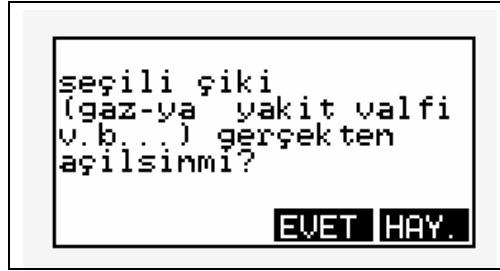 seçili çiki
(gaz-ya yakit valfi
v.b...) gerçekten
açilsinmi?
EVET HAY.